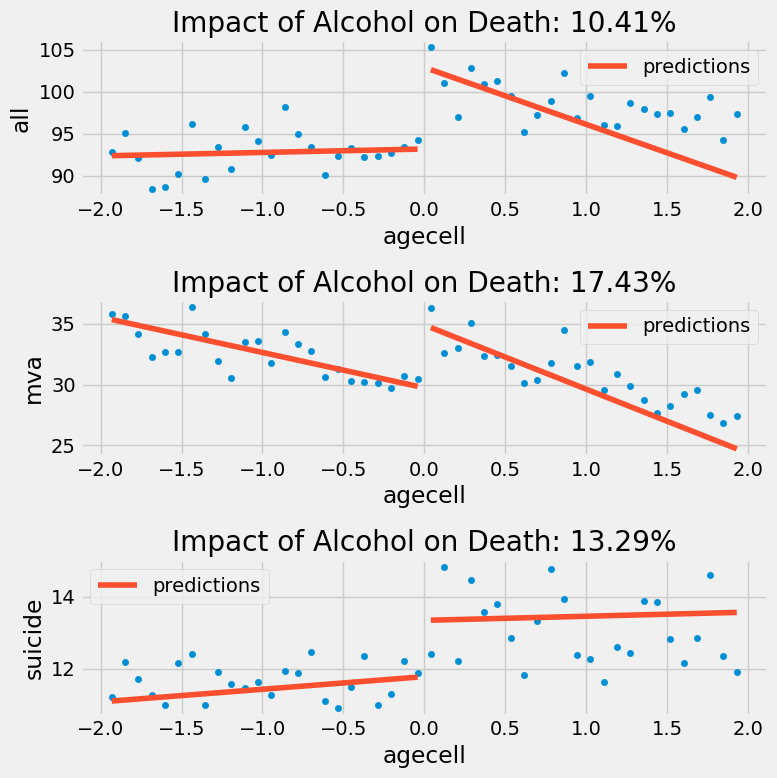 Impact of Alcohol on Death: 10.41%
105
100
95
90
all
predictions
−2.0 −1.5 −1.0 −0.5 0.0 0.5 1.0 1.5 2.0
agecell
Impact of Alcohol on Death: 17.43%
35
30
25
mva
predictions
−2.0 −1.5 −1.0 −0.5 0.0 0.5 1.0 1.5 2.0
agecell
Impact of Alcohol on Death: 13.29%
14
12
suicide
predictions
−2.0 −1.5 −1.0 −0.5 0.0 0.5 1.0 1.5 2.0
agecell